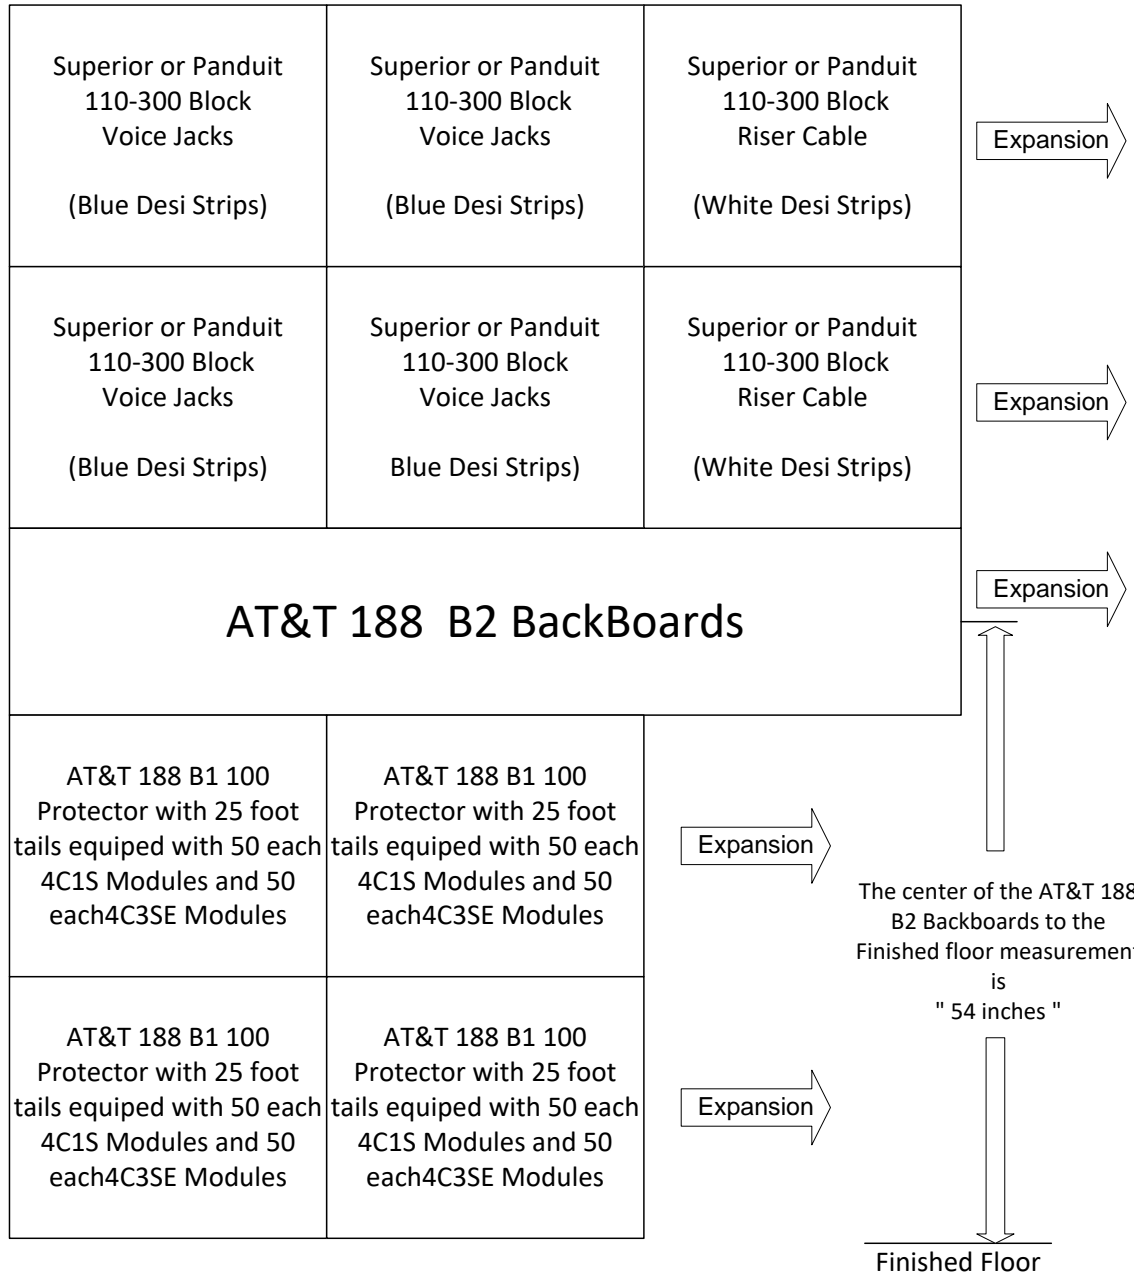 Superior or Panduit
110-300 Block
Voice Jacks
(Blue Desi Strips)
Superior or Panduit
110-300 Block
Voice Jacks
(Blue Desi Strips)
Superior or Panduit
110-300 Block
Riser Cable
(White Desi Strips)
Expansion
Superior or Panduit
110-300 Block
Voice Jacks
(Blue Desi Strips)
Superior or Panduit
110-300 Block
Voice Jacks
Blue Desi Strips)
Superior or Panduit
110-300 Block
Riser Cable
(White Desi Strips)
Expansion
AT&T 188  B2 BackBoards
Expansion
AT&T 188 B1 100
Protector with 25 foot
tails equiped with 50 each
4C1S Modules and 50
each4C3SE Modules
AT&T 188 B1 100
Protector with 25 foot
tails equiped with 50 each
4C1S Modules and 50
each4C3SE Modules
Expansion
The center of the AT&T 188
B2 Backboards to the
Finished floor measurement
is
" 54 inches "
AT&T 188 B1 100
Protector with 25 foot
tails equiped with 50 each
4C1S Modules and 50
each4C3SE Modules
AT&T 188 B1 100
Protector with 25 foot
tails equiped with 50 each
4C1S Modules and 50
each4C3SE Modules
Expansion
Finished Floor